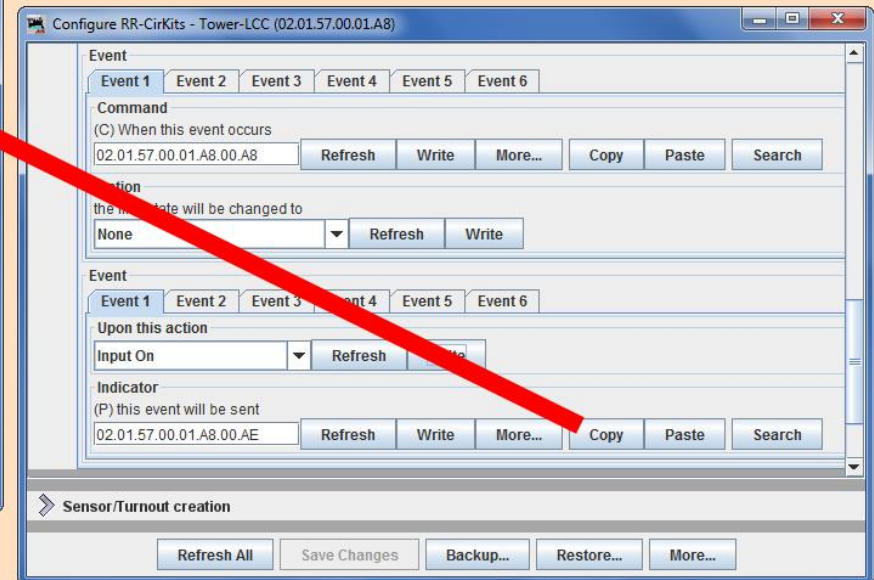 Configure RR-CirKits - Tower-LCC (02.01.57.00.01.A8)
Event
Event 1 Event 2 Event 3 Event 4 Event 5 Event 6
Command
(C) When this event occurs
02.01.57.00.01.A8.00.A8 Refresh Write More... Copy Paste Search
the state will be changed to
None Refresh Write
Event
Event 1 Event 2 Event 3 Event 4 Event 5 Event 6
Upon this action
Input On Refresh
Indicator
(P) this event will be sent
02.01.57.00.01.A8.00.AE Refresh Write More... Copy Paste Search
Sensor/Turnout creation
Refresh All Save Changes Backup... Restore... More...